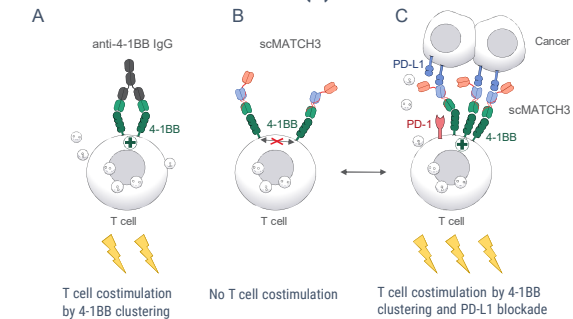 A
B
C
anti-4-1BB IgG
scMATCH3
Cancer
PD-L1
scMATCH3
4-1BB
4-1BB
PD-1
4-1BB
T cell
T cell
T cell
T cell costimulation
by 4-1BB clustering
No T cell costimulation
T cell costimulation by 4-1BB
clustering and PD-L1 blockade